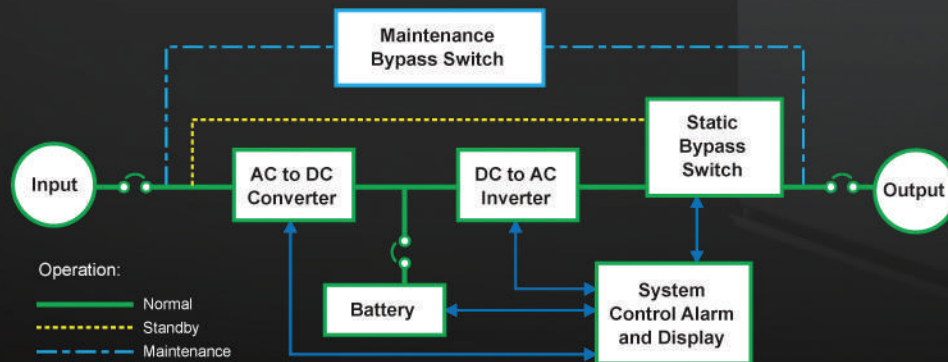 Maintenance
Bypass Switch
Static
Bypass
Switch
Input
AC to DC
Converter
DC to AC
Inverter
Output
Operation:
Normal
Standby
Maintenance
Battery
System
Control Alarm
and Display